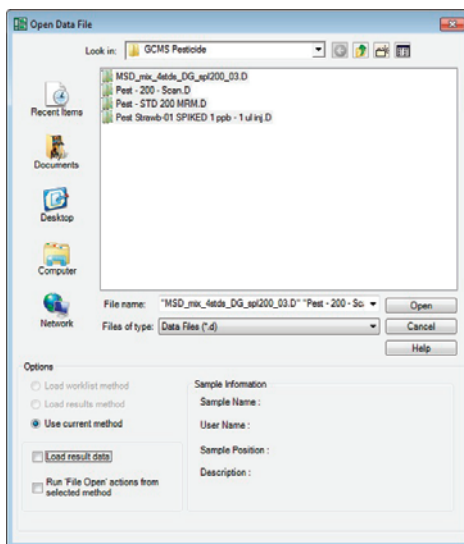 Open Data File
Look in: GCMS Pesticide
MSD_mix_4stds_DG_spl200_03.D
Pest - 200 - Scan.D
Pest - STD 200 MRM.D
Pest Strawb-01 SPIKED 1 ppb - 1 ul inj.D
Recent Items
Documents
Desktop
Computer
Network
File name: "MSD_mix_4stds_DG_spl200_03.D" "Pest - 200 - Sc Open
Files of type: Data Files (*.d) Cancel
Help
Options
Load worklist method
Load results method
Use current method
Load result data
Run 'File Open' actions from
selected method
Sample Information
Sample Name :
User Name :
Sample Position :
Description :